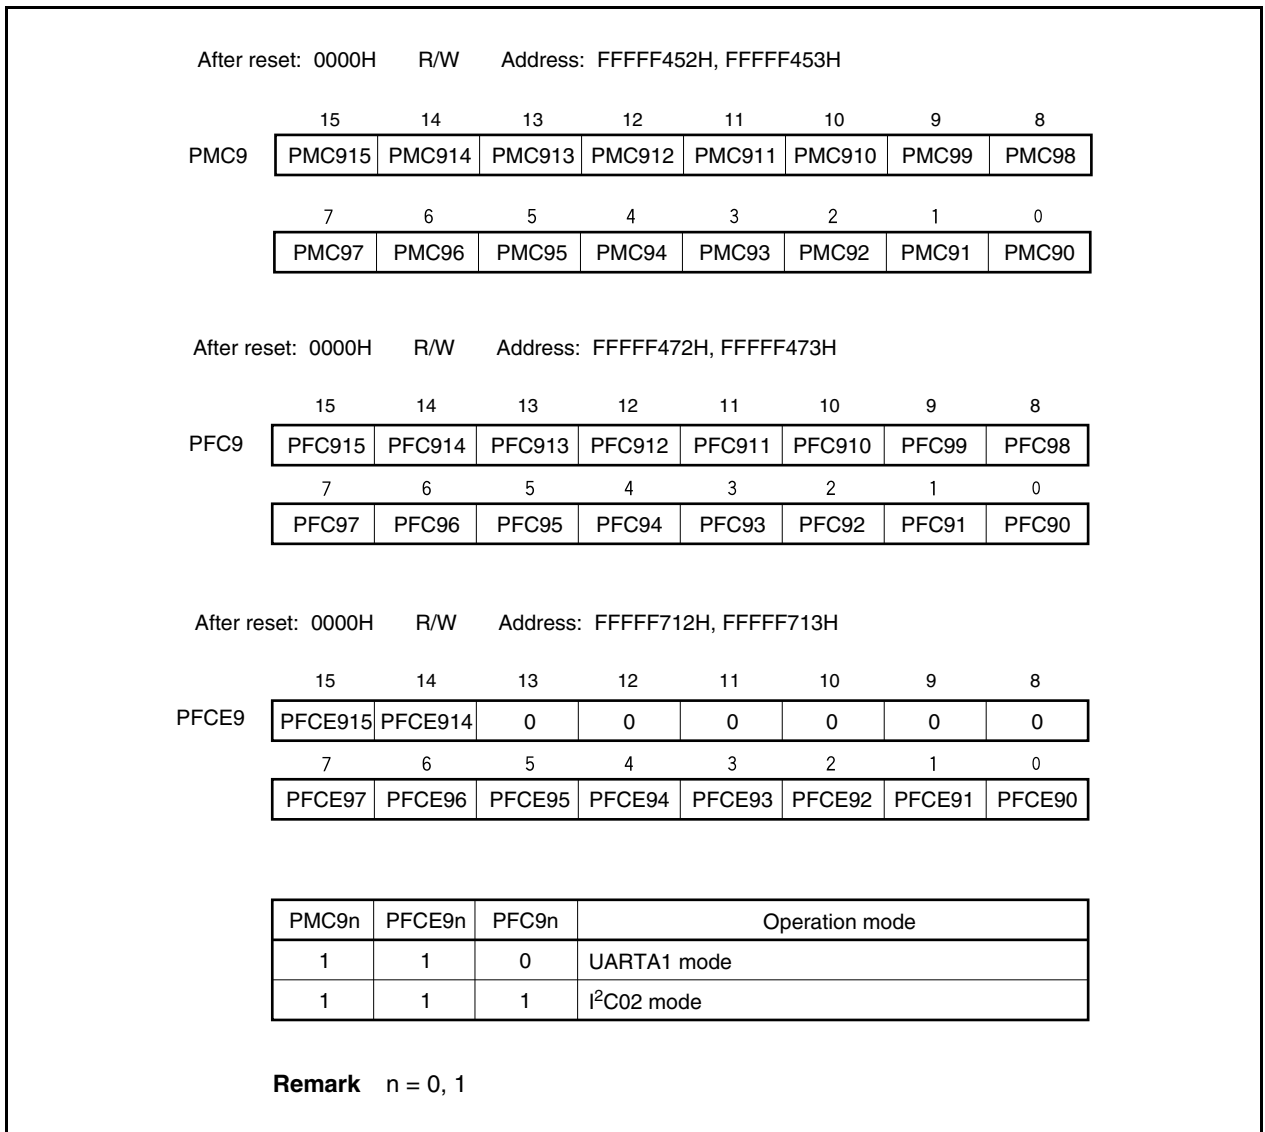 After reset: 0000H R/W Address: FFFFF452H, FFFFF453H
15 14 13 12 11 10 9 8
PMC9 PMC915 PMC914 PMC913 PMC912 PMC911 PMC910 PMC99 PMC98
7 6 5 4 3 2 1 0
PMC97 PMC96 PMC95 PMC94 PMC93 PMC92 PMC91 PMC90
After reset: 0000H R/W Address: FFFFF472H, FFFFF473H
15 14 13 12 11 10 9 8
PFC9 PFC915 PFC914 PFC913 PFC912 PFC911 PFC910 PFC99 PFC98
7 6 5 4 3 2 1 0
PFC97 PFC96 PFC95 PFC94 PFC93 PFC92 PFC91 PFC90
After reset: 0000H R/W Address: FFFFF712H, FFFFF713H
15 14 13 12 11 10 9 8
PFCE9 PFCE915 PFCE914 0 0 0 0 0 0
7 6 5 4 3 2 1 0
PFCE97 PFCE96 PFCE95 PFCE94 PFCE93 PFCE92 PFCE91 PFCE90
PMC9n PFCE9n PFC9n Operation mode
1 1 0 UARTA1 mode
1 1 1 I²C02 mode
Remark n = 0, 1